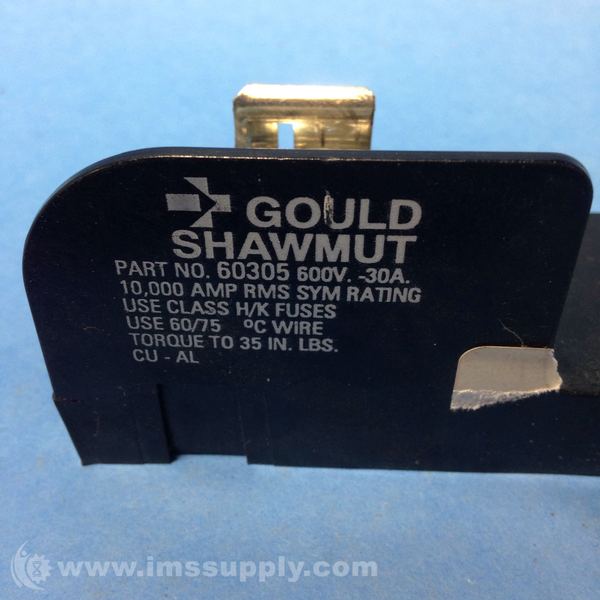 GOULD
SHAWMUT
PART NO. 60305 600V. -30A.
10,000 AMP RMS SYM RATING
USE CLASS H/K FUSES
USE 60/75 ºC WIRE
TORQUE TO 35 IN. LBS.
CU - AL
www.imssupply.com